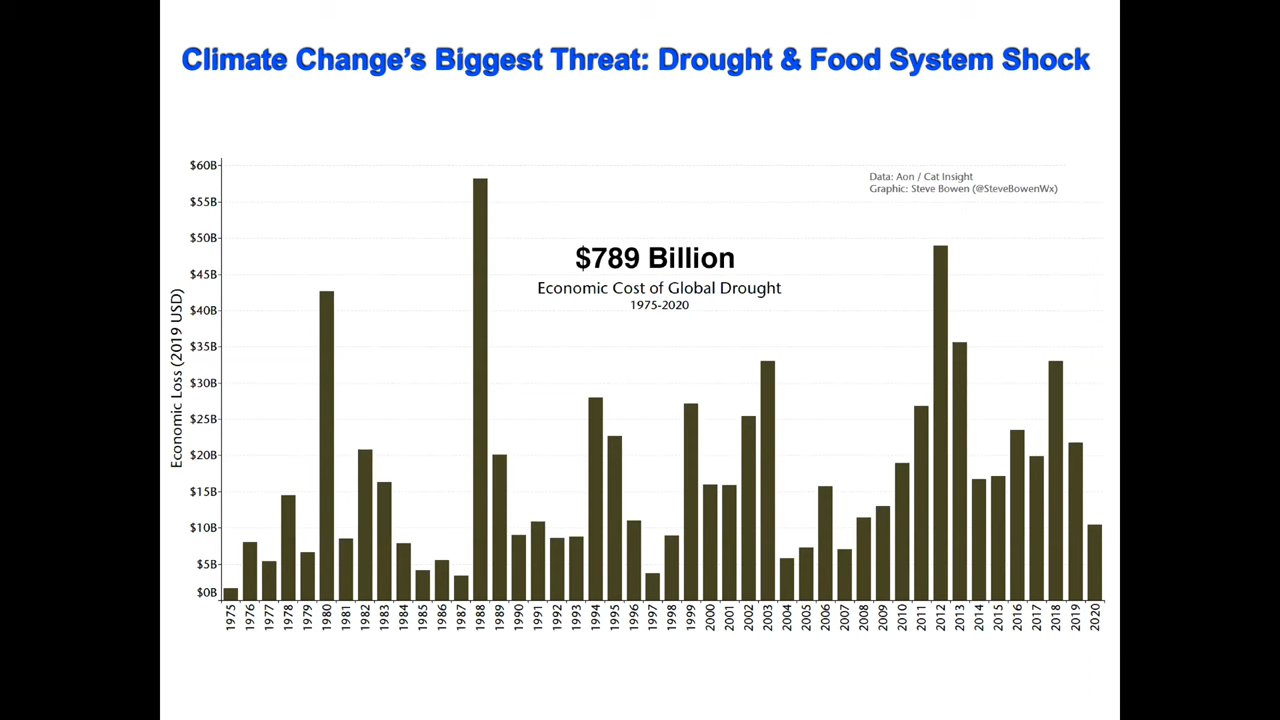 Climate Change's Biggest Threat: Drought & Food System Shock
$60B
$55B
$50B
$45B
$40B
$35B
$30B
$25B
$20B
$15B
$10B
$5B
$0B
Economic Loss (2019 USD)
Data: Aon / Cat Insight
Graphic: Steve Bowen (@SteveBowenWx)
$789 Billion
Economic Cost of Global Drought
1975-2020
1975
1976
1977
1978
1979
1980
1981
1982
1983
1984
1985
1986
1987
1988
1989
1990
1991
1992
1993
1994
1995
1996
1997
1998
1999
2000
2001
2002
2003
2004
2005
2006
2007
2008
2009
2010
2011
2012
2013
2014
2015
2016
2017
2018
2019
2020